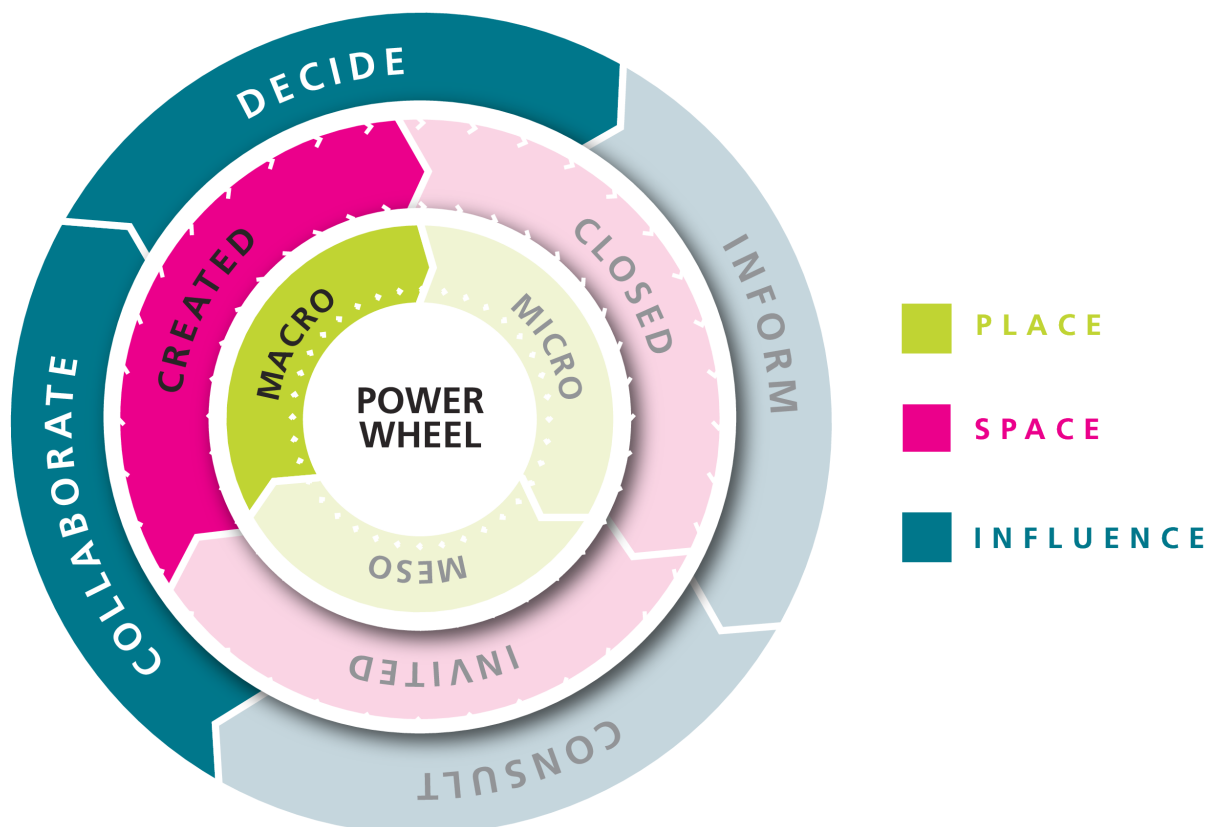 DECIDE
INFORM
CONSULT
COLLABORATE
CREATED
CLOSED
INVITED
MACRO
MICRO
MESO
POWER
WHEEL
PLACE
SPACE
INFLUENCE